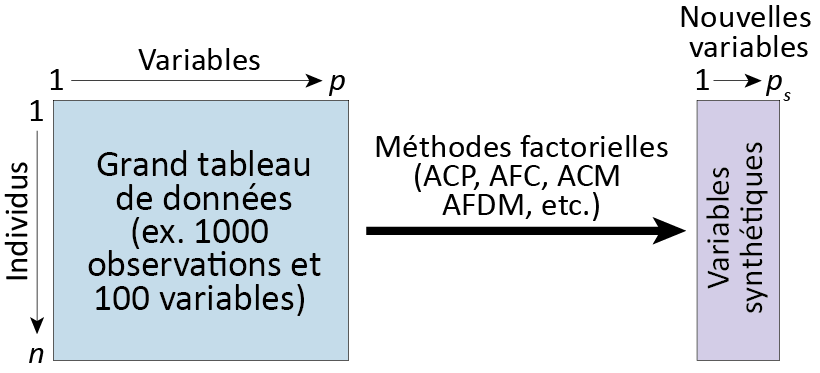 Variables
1 p
1
Individus
n
Grand tableau
de données
(ex. 1000
observations et
100 variables)
Méthodes factorielles
(ACP, AFC, ACM
AFDM, etc.)
Nouvelles
variables
1 ps
Variables
synthétiques